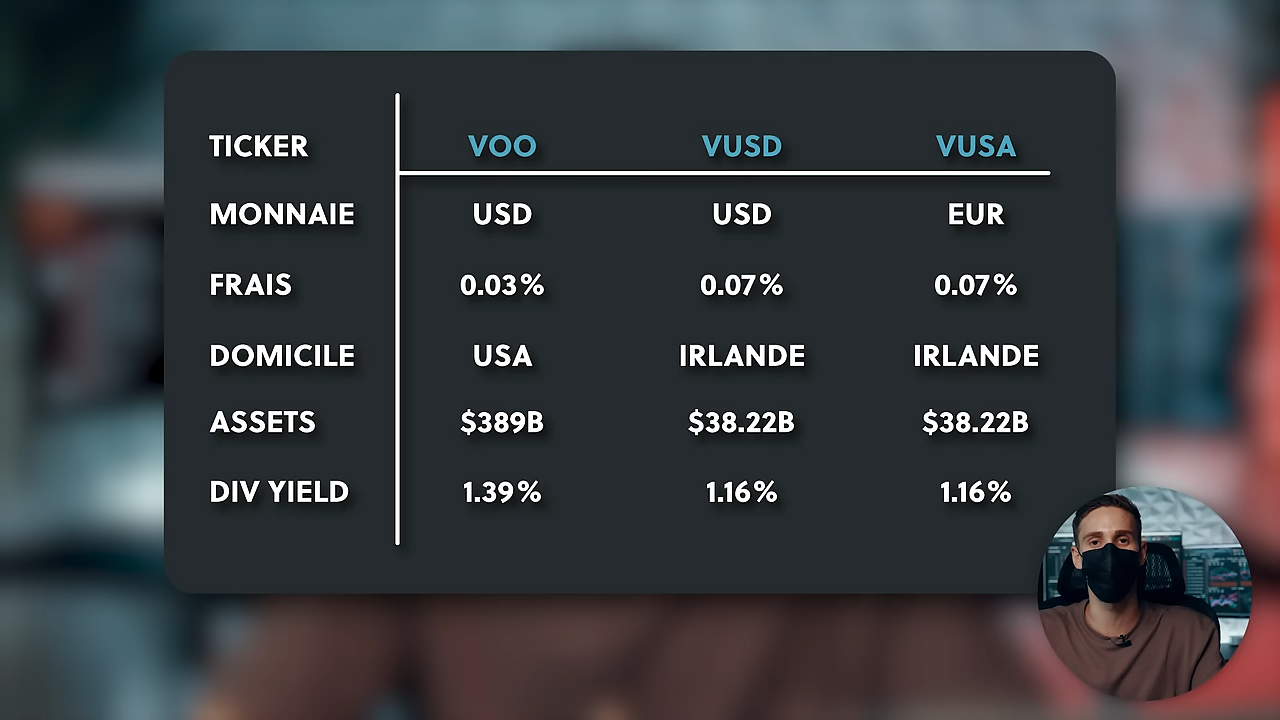 TICKER VOO VUSD VUSA
MONNAIE USD USD EUR
FRAIS 0.03% 0.07% 0.07%
DOMICILE USA IRLANDE IRLANDE
ASSETS $389B $38.22B $38.22B
DIV YIELD 1.39% 1.16% 1.16%